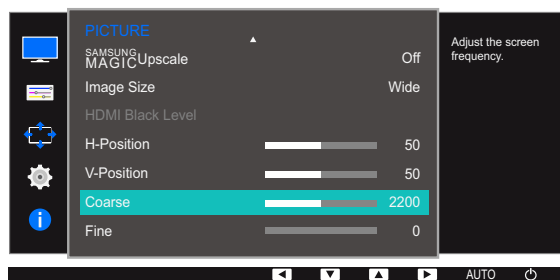 PICTURE
SAMSUNG
MAGIC Upscale Off
Image Size Wide
HDMI Black Level
H-Position 50
V-Position 50
Coarse 2200
Fine 0
Adjust the screen
frequency.
AUTO